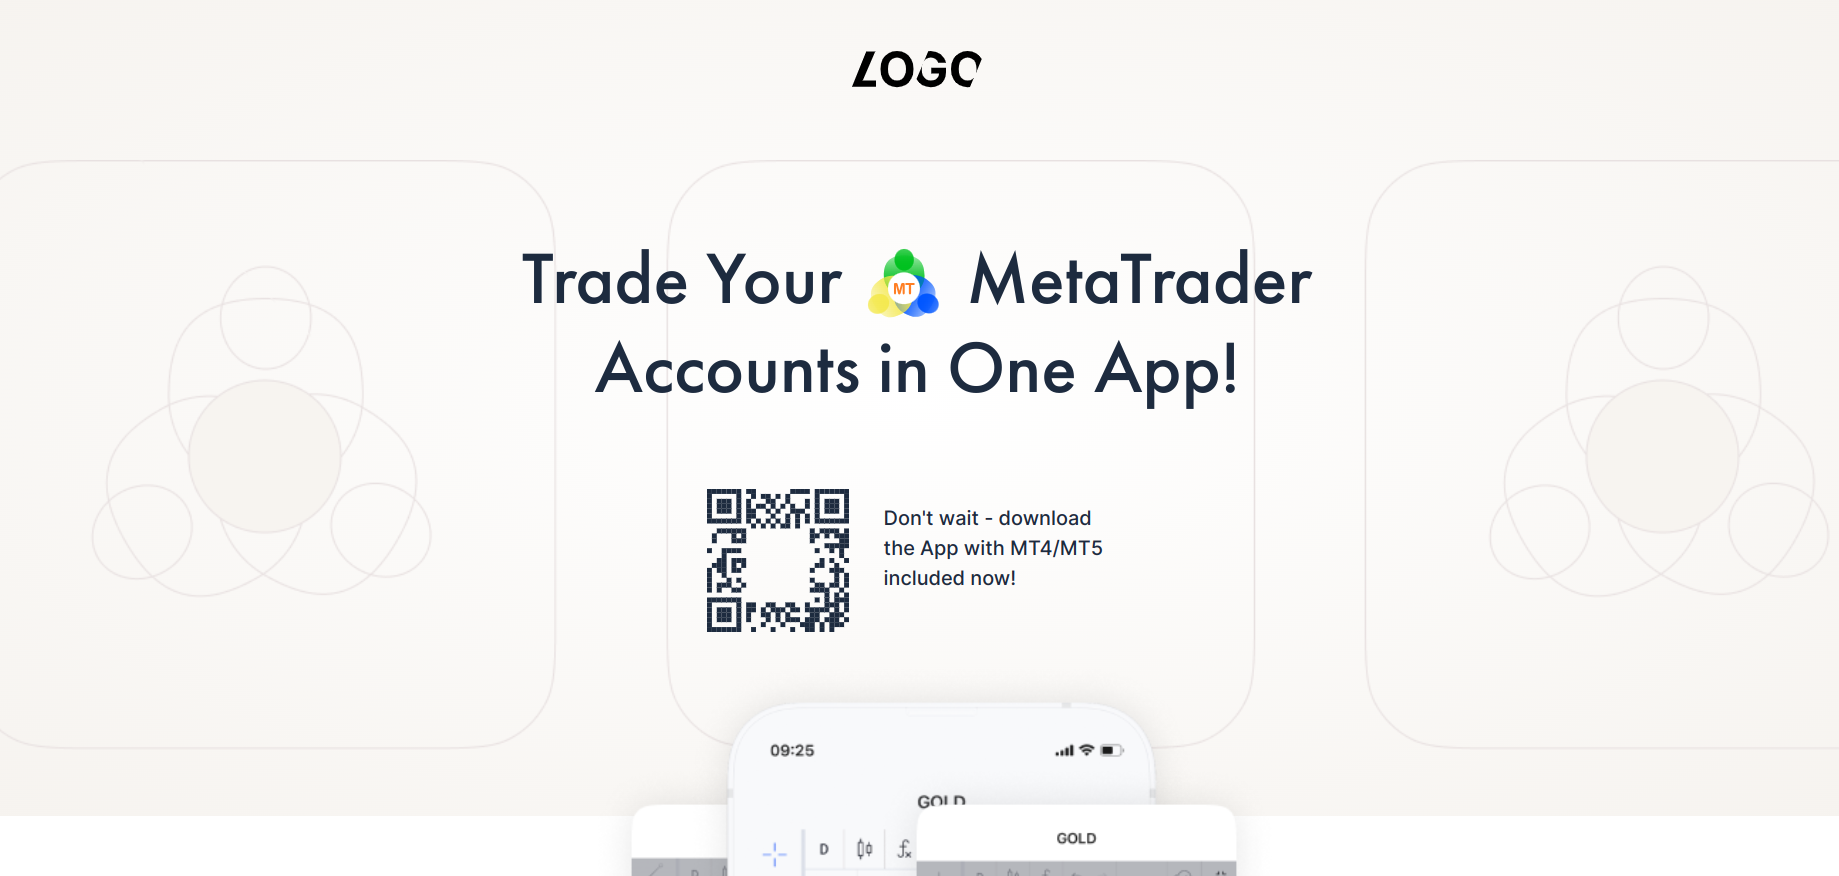 LOGO
Trade Your MT MetaTrader
Accounts in One App!
Don't wait - download
the App with MT4/MT5
included now!
09:25
GOLD
GOLD
D